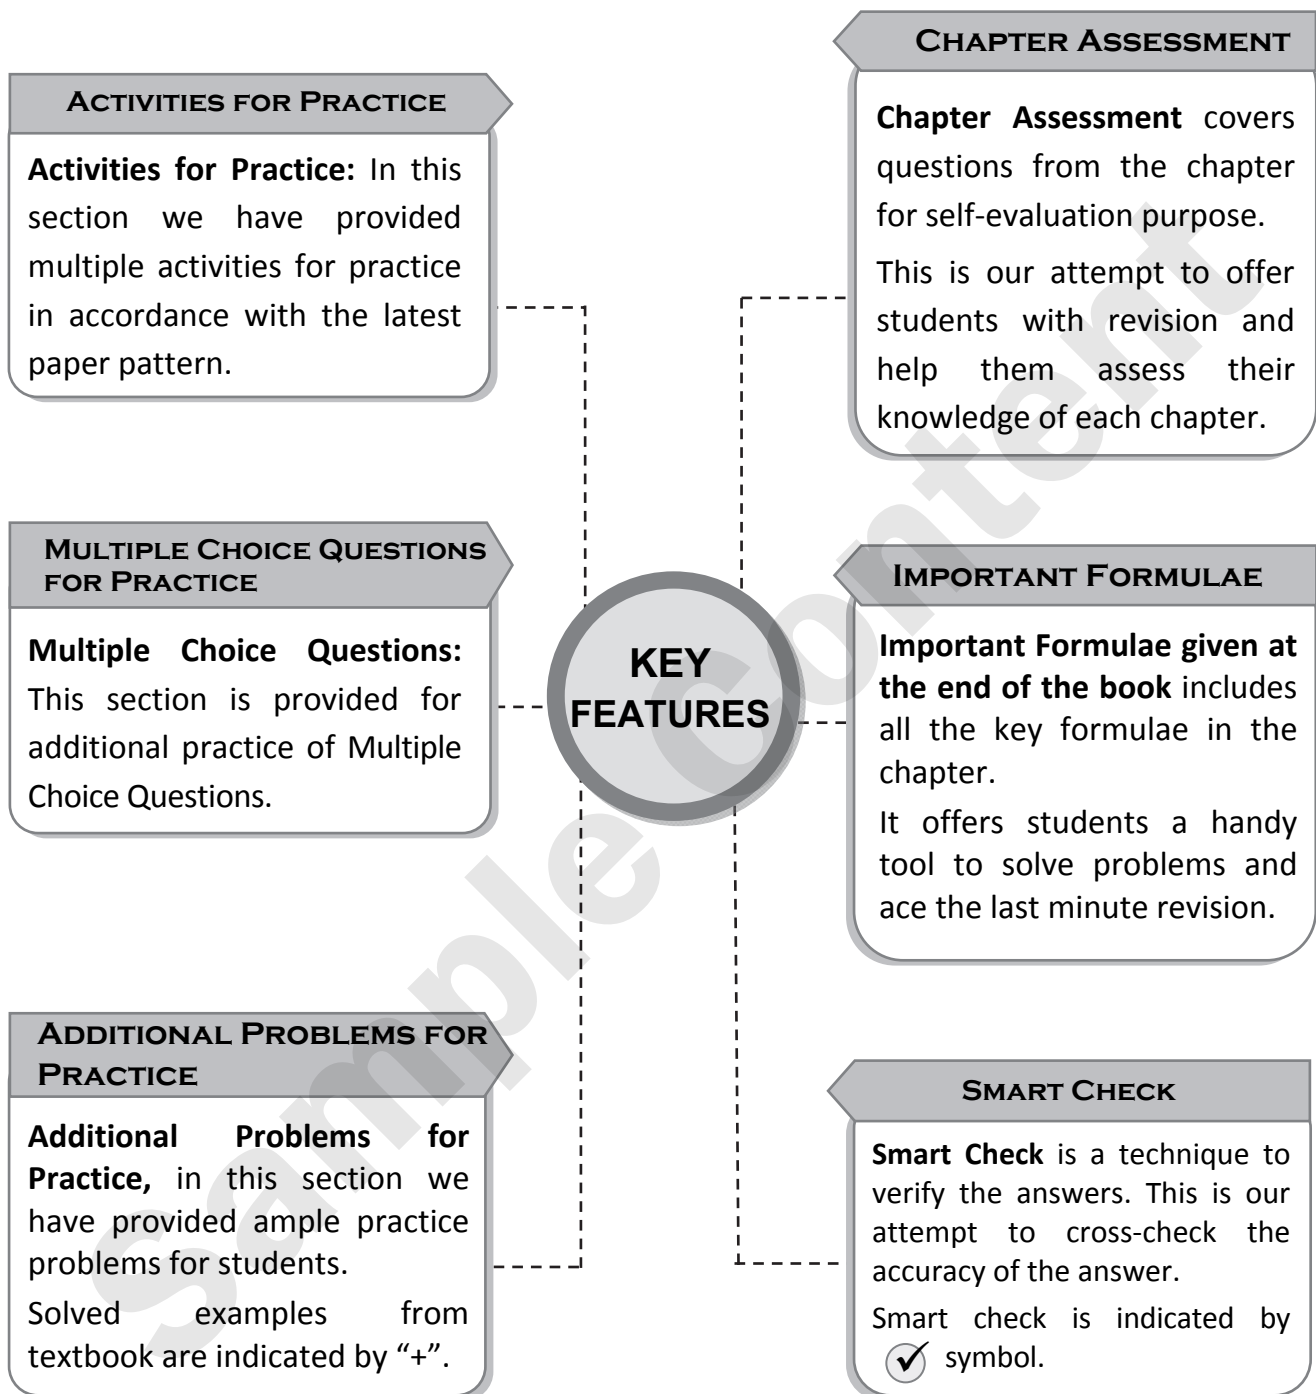 ACTIVITIES FOR PRACTICE
Activities for Practice: In this
section we have provided
multiple activities for practice
in accordance with the latest
paper pattern.
MULTIPLE CHOICE QUESTIONS
FOR PRACTICE
Multiple Choice Questions:
This section is provided for
additional practice of Multiple
Choice Questions.
ADDITIONAL PROBLEMS FOR
PRACTICE
Additional Problems for
Practice, in this section we
have provided ample practice
problems for students.
Solved examples from
textbook are indicated by “+”.
KEY
FEATURES
CHAPTER ASSESSMENT
Chapter Assessment covers
questions from the chapter
for self-evaluation purpose.
This is our attempt to offer
students with revision and
help them assess their
knowledge of each chapter.
IMPORTANT FORMULAE
Important Formulae given at
the end of the book includes
all the key formulae in the
chapter.
It offers students a handy
tool to solve problems and
ace the last minute revision.
SMART CHECK
Smart Check is a technique to
verify the answers. This is our
attempt to cross-check the
accuracy of the answer.
Smart check is indicated by
✓ symbol.
Sample Content